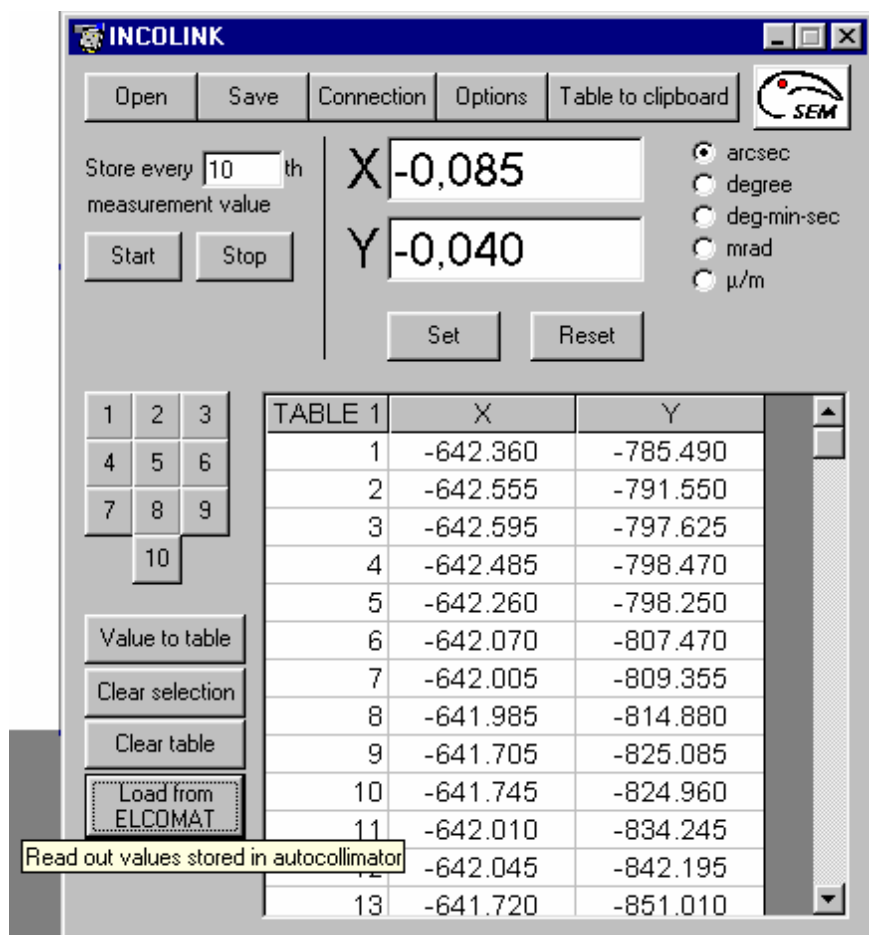 INCOLINK
Open Save Connection Options Table to clipboard SEM
Store every 10 th
measurement value
Start Stop
X -0,085
Y -0,040
arcsec
degree
deg-min-sec
mrad
µ/m
Set Reset
1 2 3
4 5 6
7 8 9
10
Value to table
Clear selection
Clear table
Load from
ELCOMAT
Read out values stored in autocollimator
TABLE 1 X Y
1 -642.360 -785.490
2 -642.555 -791.550
3 -642.595 -797.625
4 -642.485 -798.470
5 -642.260 -798.250
6 -642.070 -807.470
7 -642.005 -809.355
8 -641.985 -814.880
9 -641.705 -825.085
10 -641.745 -824.960
11 -642.010 -834.245
12 -642.045 -842.195
13 -641.720 -851.010